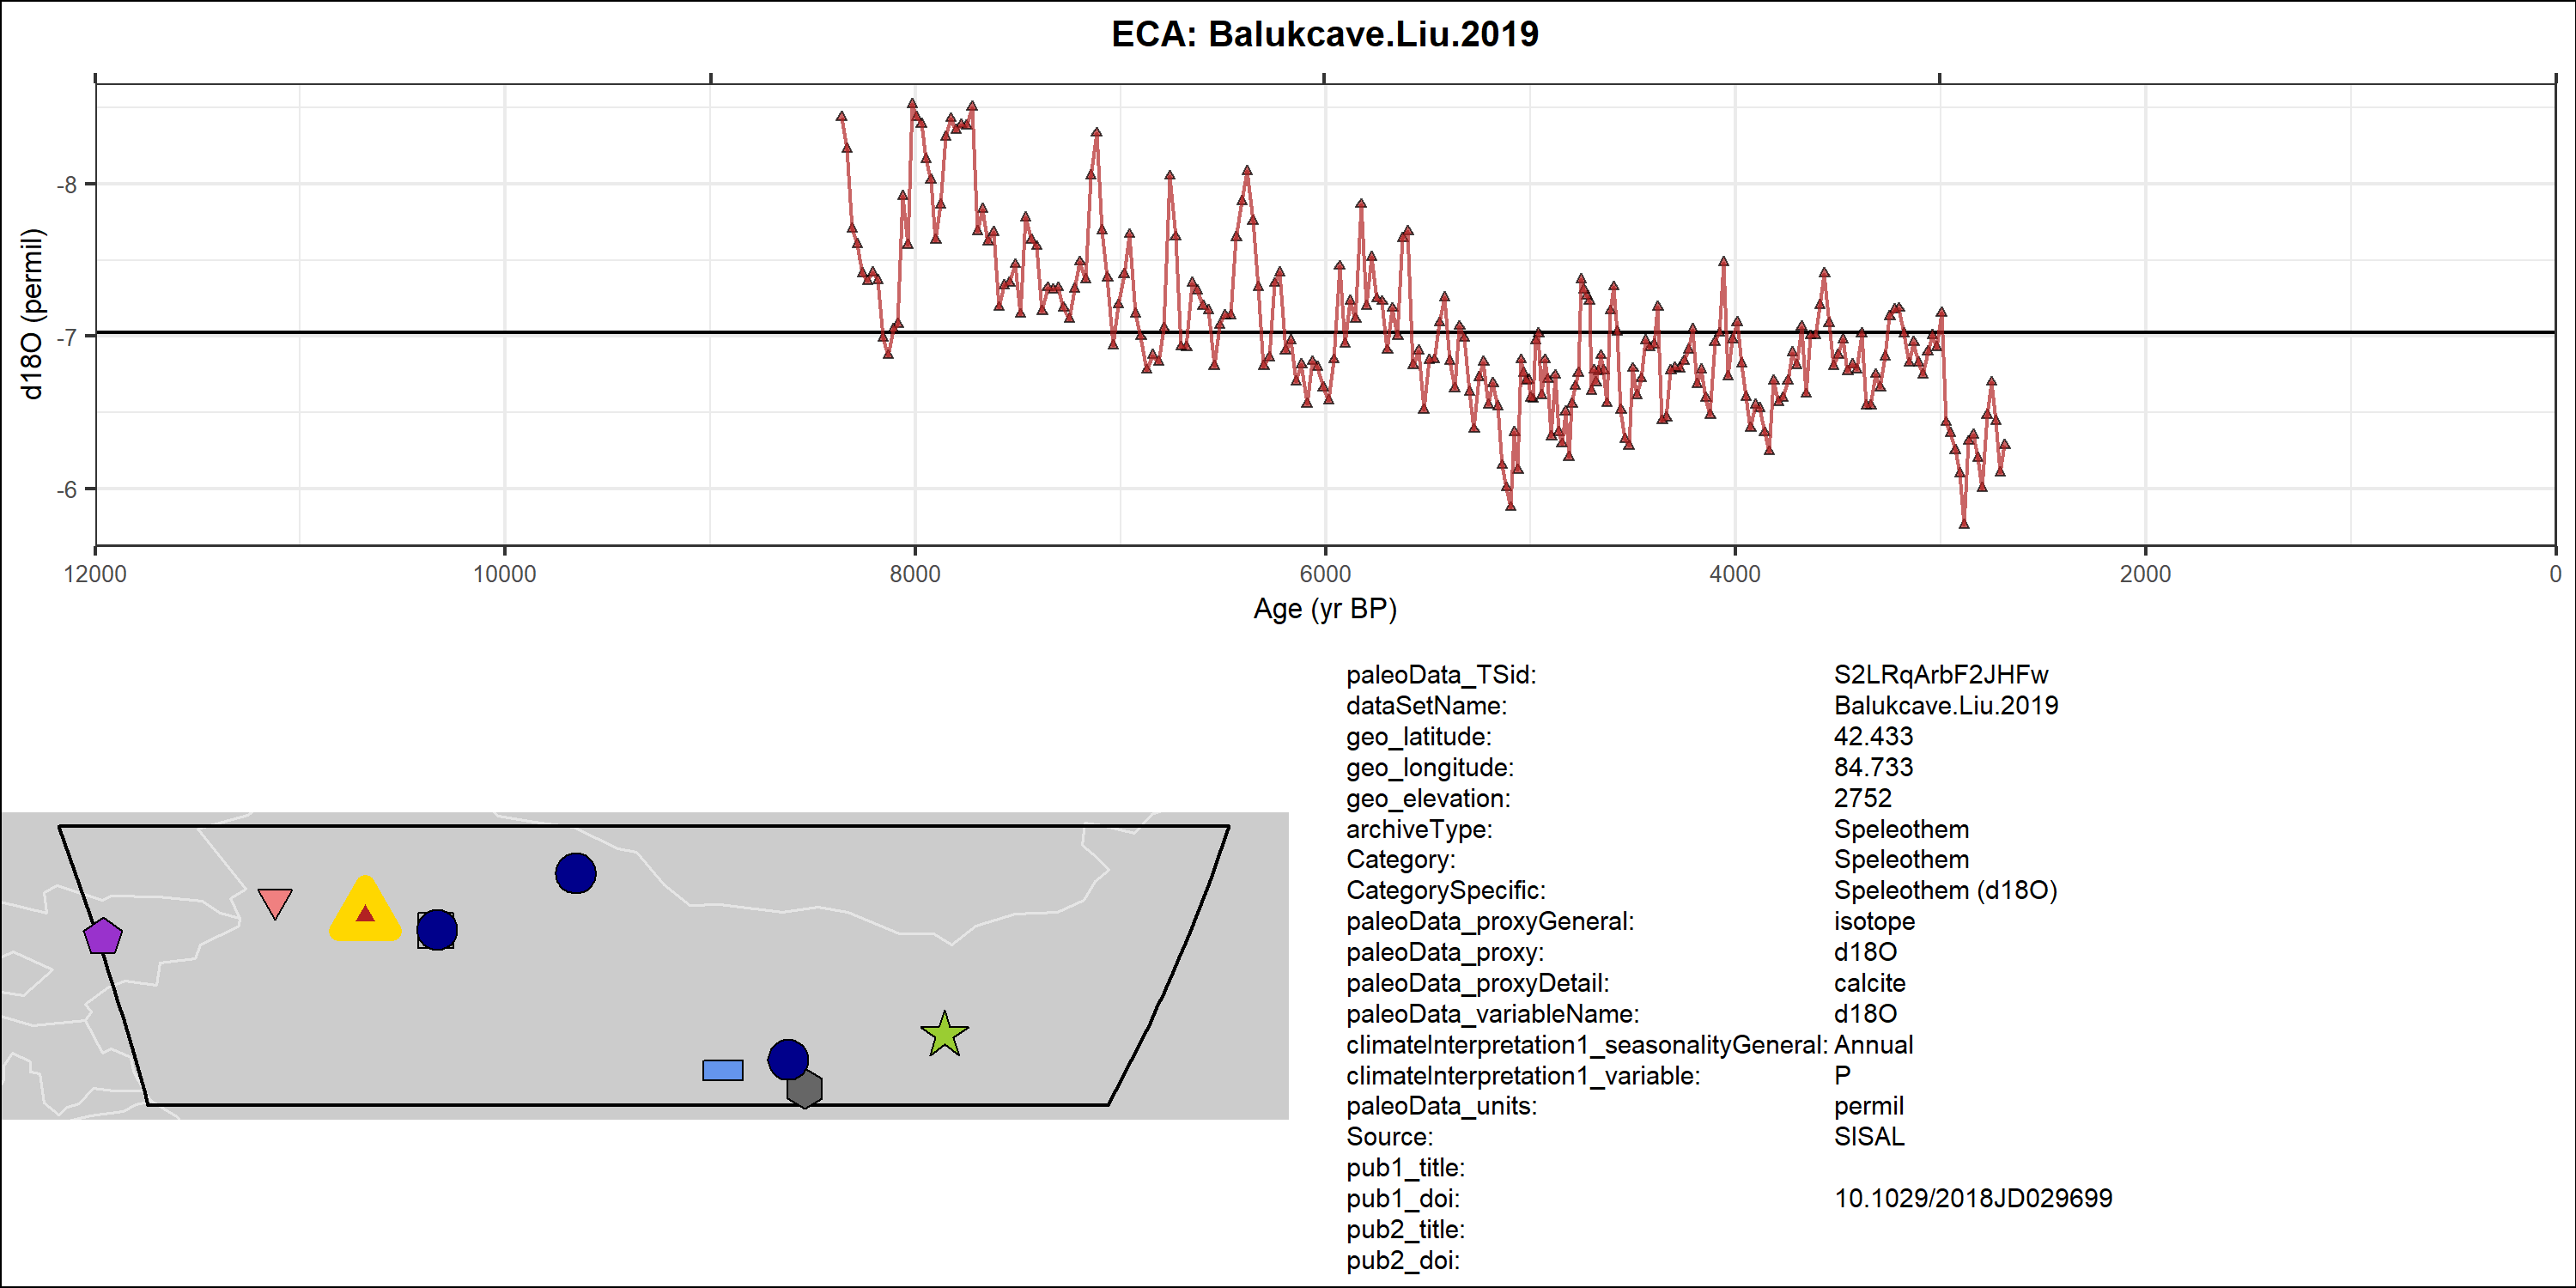 ECA: Balukcave.Liu.2019
d18O (permil)
-8
-7
-6
12000 10000 8000 6000 4000 2000 0
Age (yr BP)
paleoData_TSid: S2LRqArbF2JHFw
dataSetName: Balukcave.Liu.2019
geo_latitude: 42.433
geo_longitude: 84.733
geo_elevation: 2752
archiveType: Speleothem
Category: Speleothem
CategorySpecific: Speleothem (d18O)
paleoData_proxyGeneral: isotope
paleoData_proxy: d18O
paleoData_proxyDetail: calcite
paleoData_variableName: d18O
climateInterpretation1_seasonalityGeneral: Annual
climateInterpretation1_variable: P
paleoData_units: permil
Source: SISAL
pub1_title:
pub1_doi: 10.1029/2018JD029699
pub2_title:
pub2_doi: